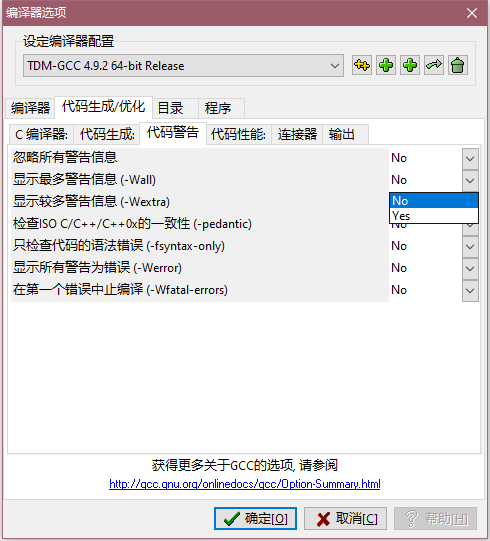 编译器选项
设定编译器配置
TDM-GCC 4.9.2 64-bit Release
编译器 代码生成/优化 目录 程序
C 编译器: 代码生成: 代码警告 代码性能: 连接器 输出
忽略所有警告信息 No
显示最多警告信息 (-Wall) No
显示较多警告信息 (-Wextra) No
Yes
检查ISO C/C++/C++0x的一致性 (-pedantic) No
只检查代码的语法错误 (-fsyntax-only) No
显示所有警告为错误 (-Werror) No
在第一个错误中止编译 (-Wfatal-errors) No
获得更多关于GCC的选项, 请参阅
http://gcc.gnu.org/onlinedocs/gcc/Option-Summary.html
确定[O] 取消[C] 帮助[H]